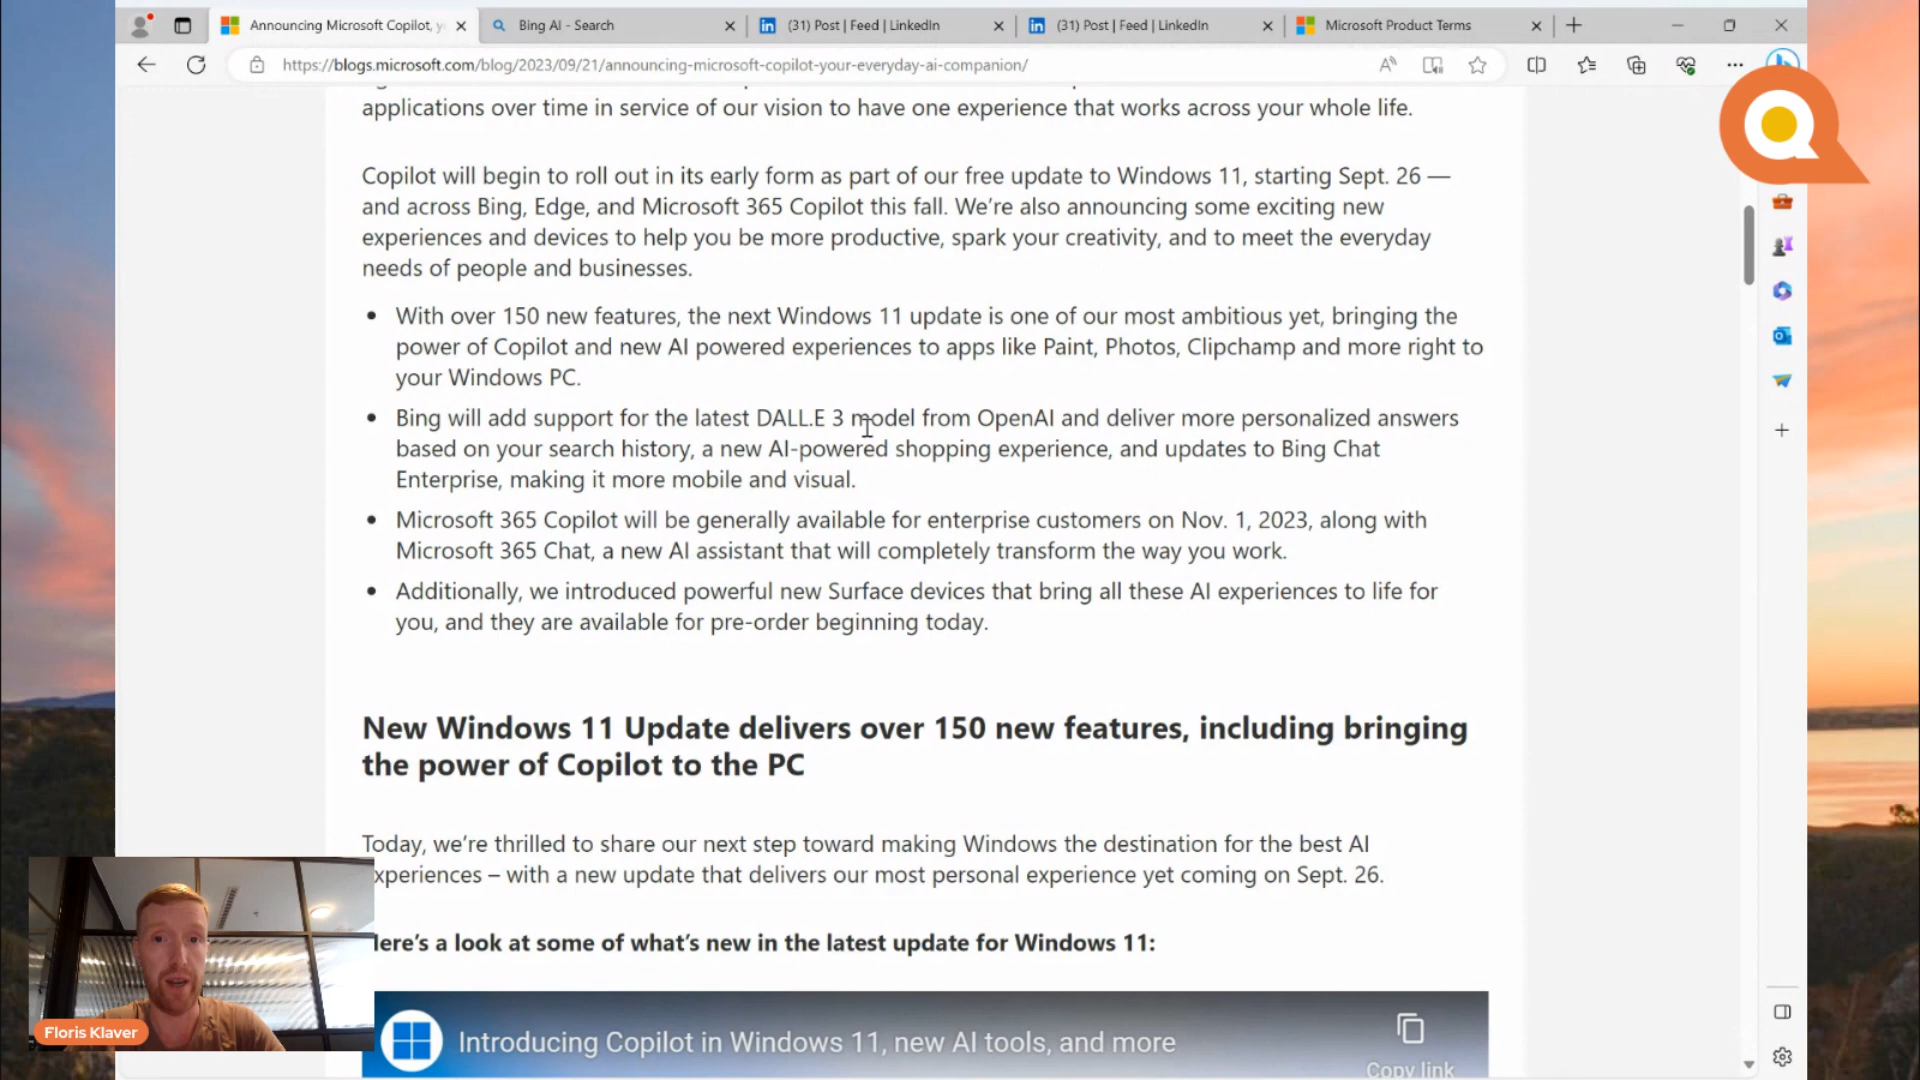 Announcing Microsoft Copilot, y
Bing AI - Search
(31) Post | Feed | LinkedIn
(31) Post | Feed | LinkedIn
Microsoft Product Terms
https://blogs.microsoft.com/blog/2023/09/21/announcing-microsoft-copilot-your-everyday-ai-companion/
applications over time in service of our vision to have one experience that works across your whole life.
Copilot will begin to roll out in its early form as part of our free update to Windows 11, starting Sept. 26 —
and across Bing, Edge, and Microsoft 365 Copilot this fall. We’re also announcing some exciting new
experiences and devices to help you be more productive, spark your creativity, and to meet the everyday
needs of people and businesses.
• With over 150 new features, the next Windows 11 update is one of our most ambitious yet, bringing the
power of Copilot and new AI powered experiences to apps like Paint, Photos, Clipchamp and more right to
your Windows PC.
• Bing will add support for the latest DALL.E 3 model from OpenAI and deliver more personalized answers
based on your search history, a new AI-powered shopping experience, and updates to Bing Chat
Enterprise, making it more mobile and visual.
• Microsoft 365 Copilot will be generally available for enterprise customers on Nov. 1, 2023, along with
Microsoft 365 Chat, a new AI assistant that will completely transform the way you work.
• Additionally, we introduced powerful new Surface devices that bring all these AI experiences to life for
you, and they are available for pre-order beginning today.
New Windows 11 Update delivers over 150 new features, including bringing
the power of Copilot to the PC
Today, we’re thrilled to share our next step toward making Windows the destination for the best AI
xperiences – with a new update that delivers our most personal experience yet coming on Sept. 26.
ere’s a look at some of what’s new in the latest update for Windows 11:
Introducing Copilot in Windows 11, new AI tools, and more
Copy link
Floris Klaver